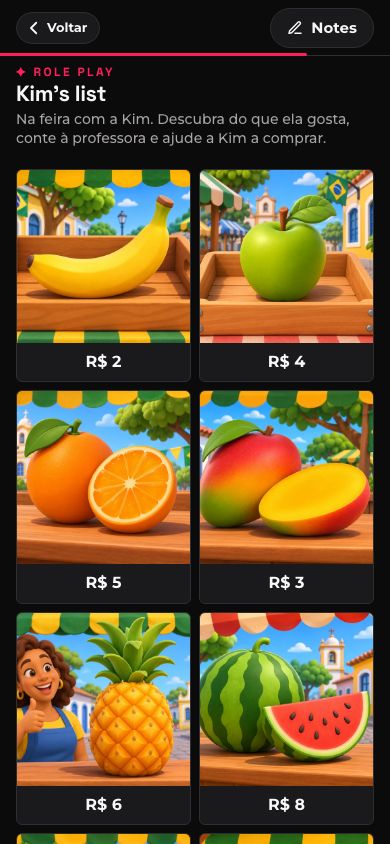 Voltar
Notes
ROLE PLAY
Kim's list
Na feira com a Kim. Descubra do que ela gosta,
conte à professora e ajude a Kim a comprar.
R$ 2
R$ 4
R$ 5
R$ 3
R$ 6
R$ 8